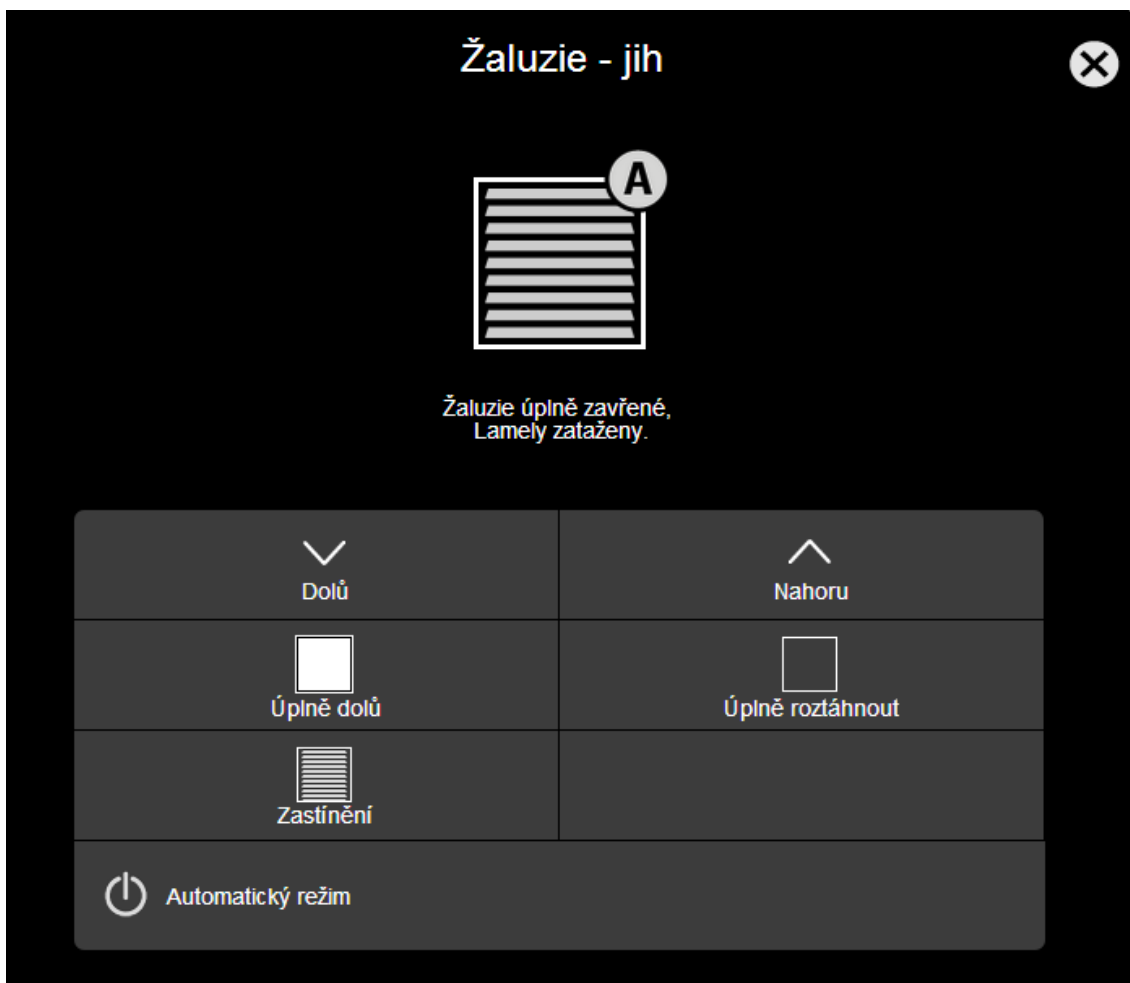 Žaluzie - jih
A
Žaluzie úplně zavřené,
Lamely zataženy.
Dolů
Nahoru
Úplně dolů
Úplně roztáhnout
Zastínění
Automatický režim